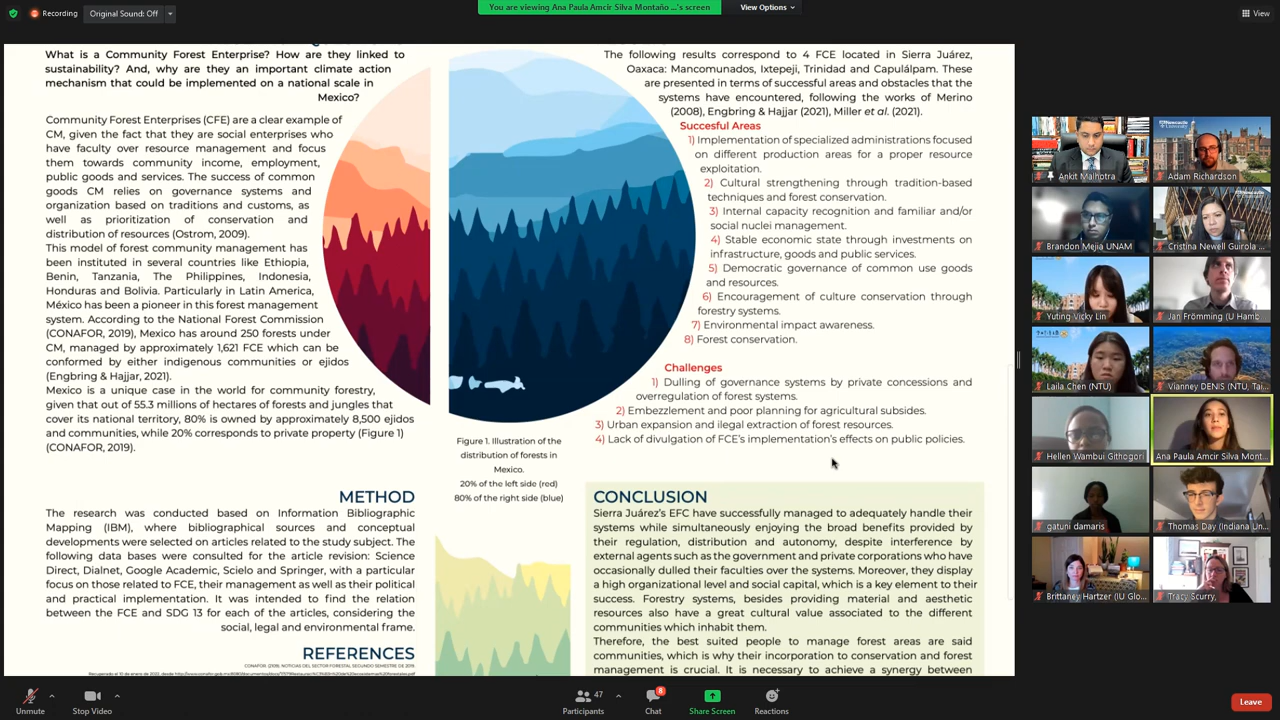 Recording
Original Sound: Off
You are viewing Ana Paula Amcir Silva Montaño ...'s screen
View Options
View
What is a Community Forest Enterprise? How are they linked to
sustainability? And, why are they an important climate action
mechanism that could be implemented on a national scale in
Mexico?
Community Forest Enterprises (CFE) are a clear example of
CM, given the fact that they are social enterprises who
have faculty over resource management and focus
them towards community income, employment,
public goods and services. The success of common
goods CM relies on governance systems and
organization based on traditions and customs, as
well as prioritization of conservation and
distribution of resources (Ostrom, 2009).
This model of forest community management has
been instituted in several countries like Ethiopia,
Benin, Tanzania, The Philippines, Indonesia,
Honduras and Bolivia. Particularly in Latin America,
México has been a pioneer in this forest management
system. According to the National Forest Commission
(CONAFOR, 2019), Mexico has around 250 forests under
CM, managed by approximately 1,621 FCE which can be
conformed by either indigenous communities or ejidos
(Engbring & Hajjar, 2021).
Mexico is a unique case in the world for community forestry,
given that out of 55.3 millions of hectares of forests and jungles that
cover its national territory, 80% is owned by approximately 8,500 ejidos
and communities, while 20% corresponds to private property (Figure 1)
(CONAFOR, 2019).
METHOD
The research was conducted based on Information Bibliographic
Mapping (IBM), where bibliographical sources and conceptual
developments were selected on articles related to the study subject. The
following data bases were consulted for the article revision: Science
Direct, Dialnet, Google Academic, Scielo and Springer, with a particular
focus on those related to FCE, their management as well as their political
and practical implementation. It was intended to find the relation
between the FCE and SDG 13 for each of the articles, considering the
social, legal and environmental frame.
REFERENCES
Figure 1. Illustration of the
distribution of forests in
Mexico.
20% of the left side (red)
80% of the right side (blue)
The following results correspond to 4 FCE located in Sierra Juárez,
Oaxaca: Mancomunados, Ixtepeji, Trinidad and Capulálpam. These
are presented in terms of successful areas and obstacles that the
systems have encountered, following the works of Merino
(2008), Engbring & Hajjar (2021), Miller et al. (2021).
Succesful Areas
1) Implementation of specialized administrations focused
on different production areas for a proper resource
exploitation.
2) Cultural strengthening through tradition-based
techniques and forest conservation.
3) Internal capacity recognition and familiar and/or
social nuclei management.
4) Stable economic state through investments on
infrastructure, goods and public services.
5) Democratic governance of common use goods
and resources.
6) Encouragement of culture conservation through
forestry systems.
7) Environmental impact awareness.
8) Forest conservation.
Challenges
1) Dulling of governance systems by private concessions and
overregulation of forest systems.
2) Embezzlement and poor planning for agricultural subsides.
3) Urban expansion and ilegal extraction of forest resources.
4) Lack of divulgation of FCE's implementation's effects on public policies.
CONCLUSION
Sierra Juárez's EFC have successfully managed to adequately handle their
systems while simultaneously enjoying the broad benefits provided by
their regulation, distribution and autonomy, despite interference by
external agents such as the government and private corporations who have
occasionally dulled their faculties over the systems. Moreover, they display
a high organizational level and social capital, which is a key element to their
success. Forestry systems, besides providing material and aesthetic
resources also have a great cultural value associated to the different
communities which inhabit them.
Therefore, the best suited people to manage forest areas are said
communities, which is why their incorporation to conservation and forest
management is crucial. It is necessary to achieve a synergy between
Ankit Malhotra
Adam Richardson
Brandon Mejia UNAM
Cristina Newell Guirola ...
Yuting Vicky Lin
Jan Frömming (U Hamb
Laila Chen (NTU)
Vianney DENIS (NTU, Tai...
Hellen Wambui Githogori
Ana Paula Amcir Silva Mont...
gatuni damaris
Thomas Day (Indiana Un...
Brittaney Hartzer (IU Glo...
Tracy Scurry,
Unmute
Stop Video
47
Participants
8
Chat
Share Screen
Reactions
Leave